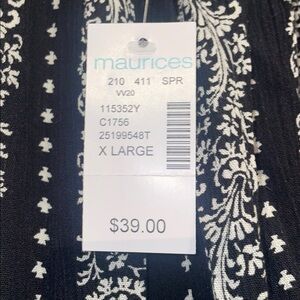 maurices
210 411 SPR
VV20
115352Y
C1756
25199548T
X LARGE
$39.00